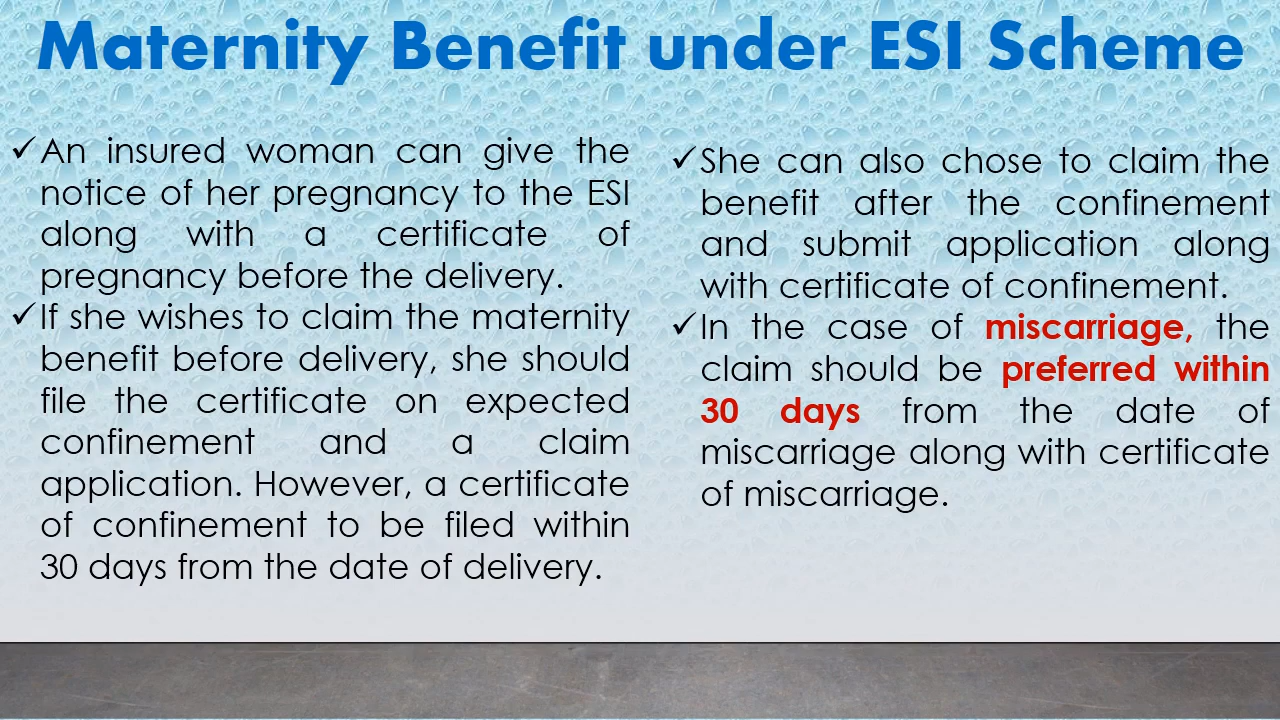 Maternity Benefit under ESI Scheme
✓An insured woman can give the
notice of her pregnancy to the ESI
along with a certificate of
pregnancy before the delivery.
✓If she wishes to claim the maternity
benefit before delivery, she should
file the certificate on expected
confinement and a claim
application. However, a certificate
of confinement to be filed within
30 days from the date of delivery.
✓She can also chose to claim the
benefit after the confinement
and submit application along
with certificate of confinement.
✓In the case of miscarriage, the
claim should be preferred within
30 days from the date of
miscarriage along with certificate
of miscarriage.